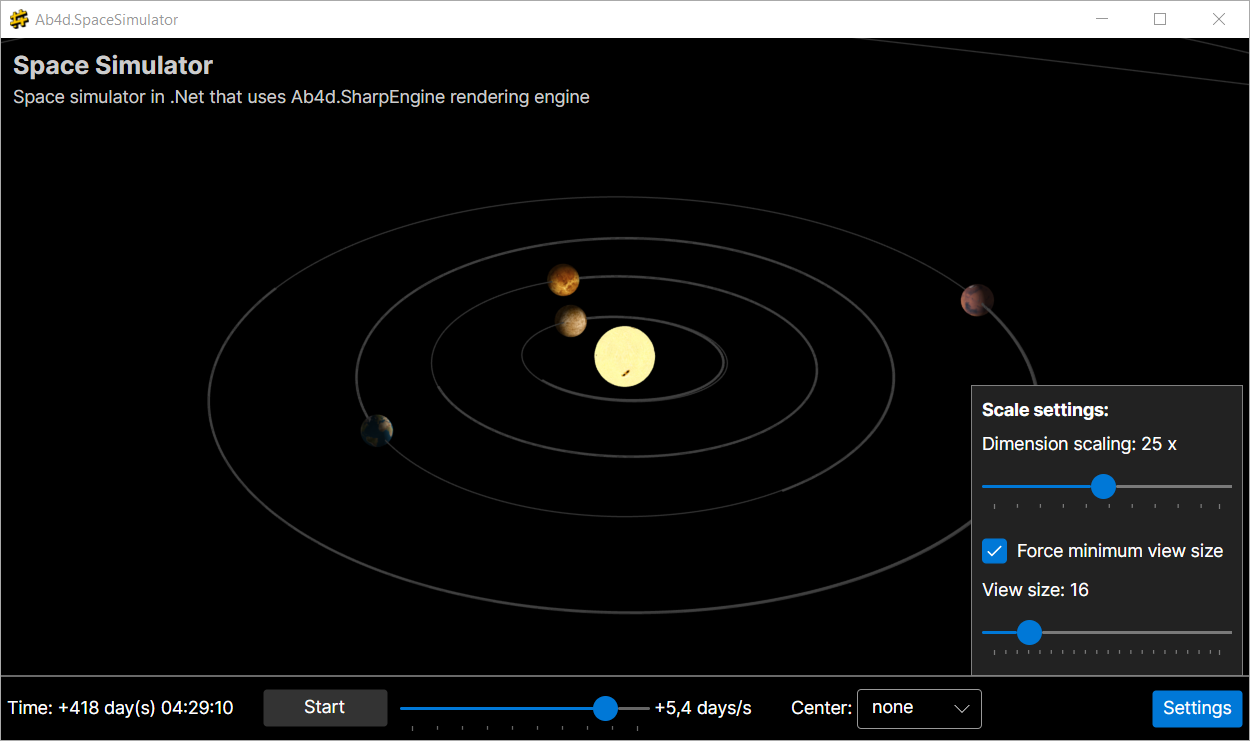 Ab4d.SpaceSimulator
Space Simulator
Space simulator in .Net that uses Ab4d.SharpEngine rendering engine
Scale settings:
Dimension scaling: 25 x
Force minimum view size
View size: 16
Time: +418 day(s) 04:29:10 Start +5,4 days/s Center: none Settings